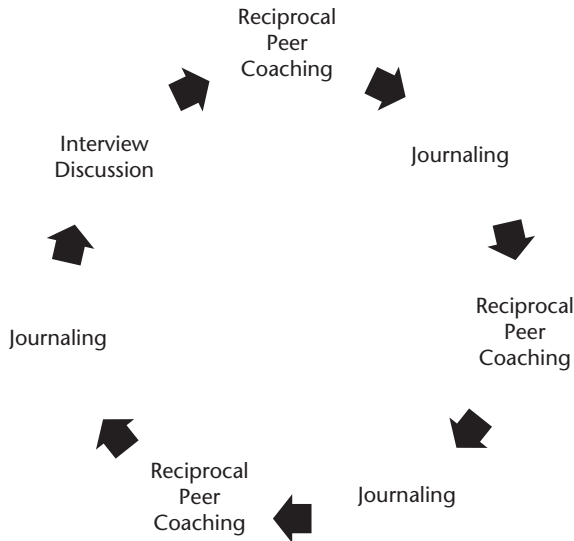 Reciprocal
Peer
Coaching
Journaling
Reciprocal
Peer
Coaching
Journaling
Reciprocal
Peer
Coaching
Journaling
Interview
Discussion